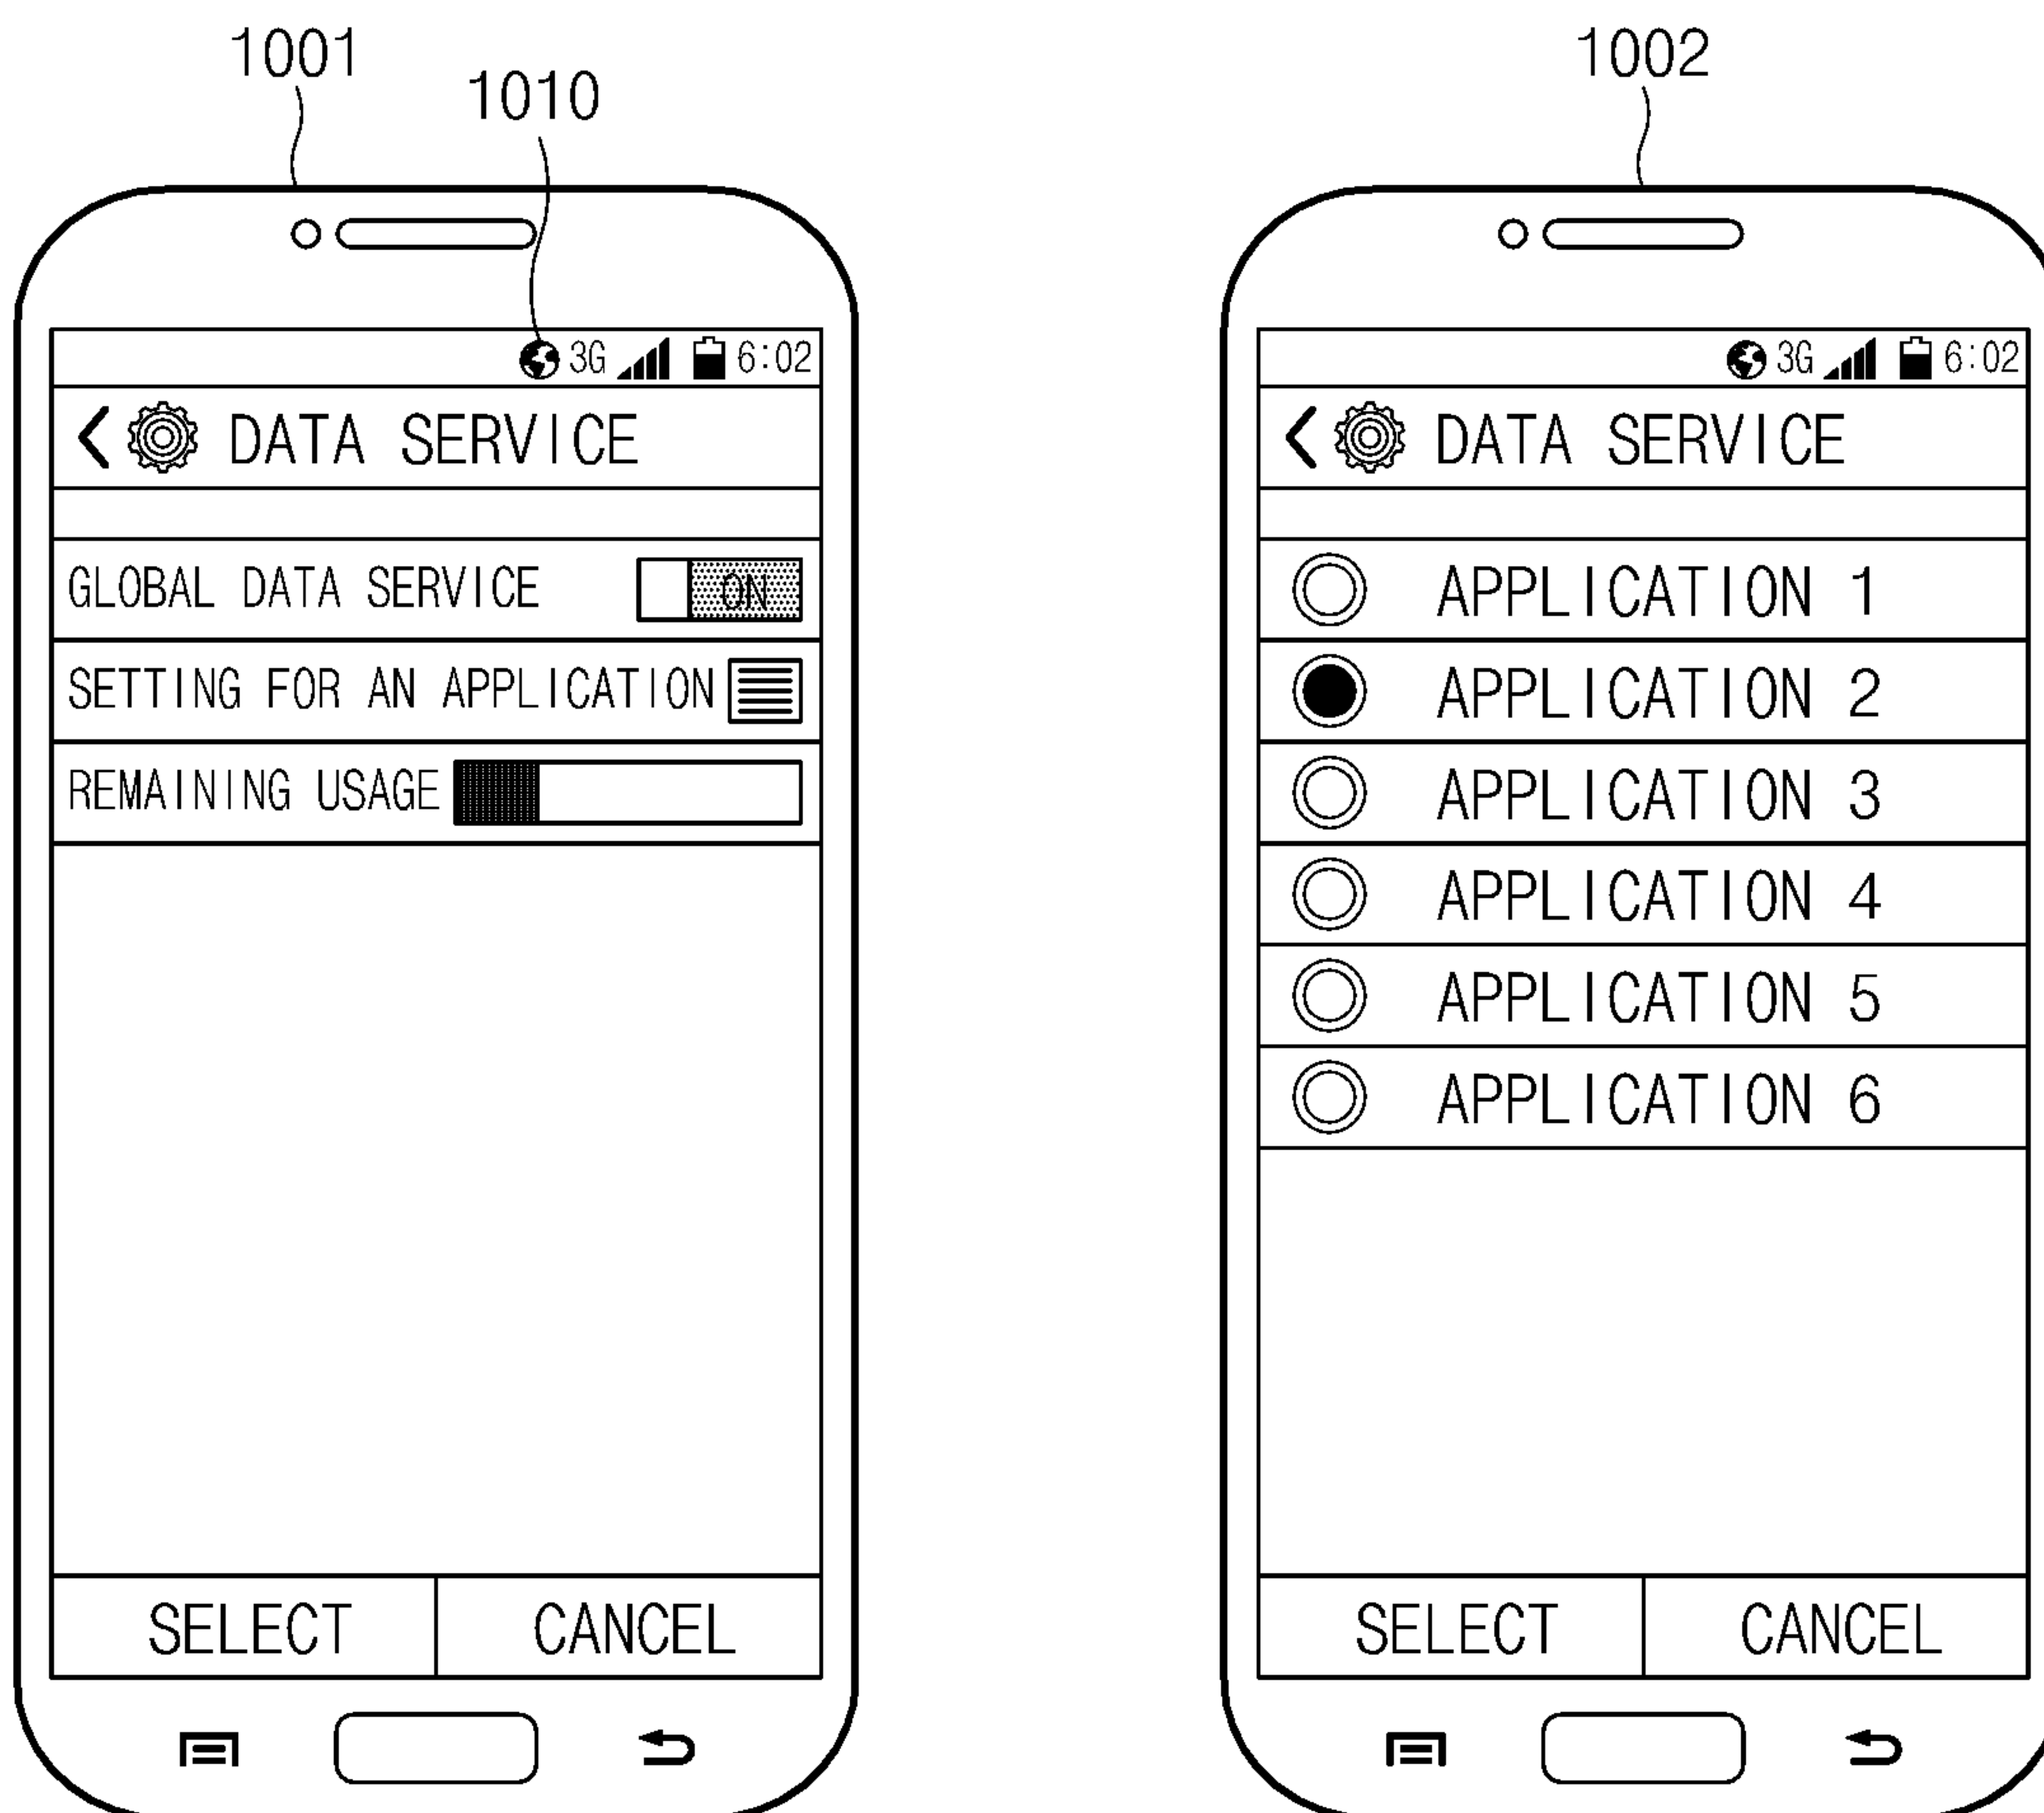 1001
1010
3G 6:02
DATA SERVICE
GLOBAL DATA SERVICE ON
SETTING FOR AN APPLICATION
REMAINING USAGE
SELECT CANCEL
1002
3G 6:02
DATA SERVICE
APPLICATION 1
APPLICATION 2
APPLICATION 3
APPLICATION 4
APPLICATION 5
APPLICATION 6
SELECT CANCEL